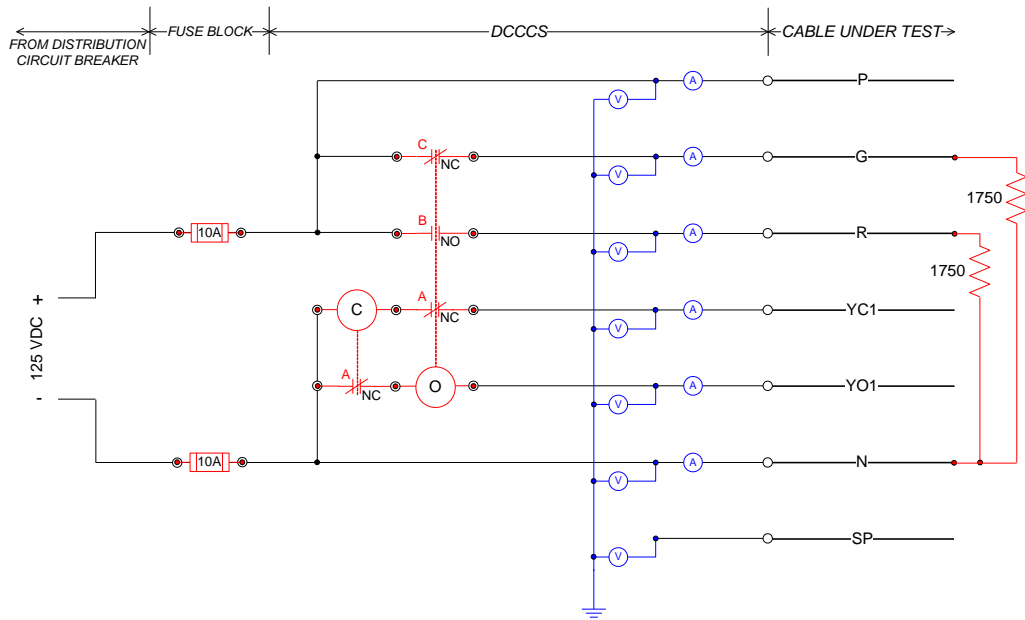 FROM DISTRIBUTION
CIRCUIT BREAKER
FUSE BLOCK
DCCCS
CABLE UNDER TEST
A
P
V
C
NC
A
G
V
1750
B
10A
NO
A
R
V
1750
125 VDC
+
-
C
A
NC
A
YC1
V
A
NC
O
A
YO1
V
10A
A
N
V
SP
V